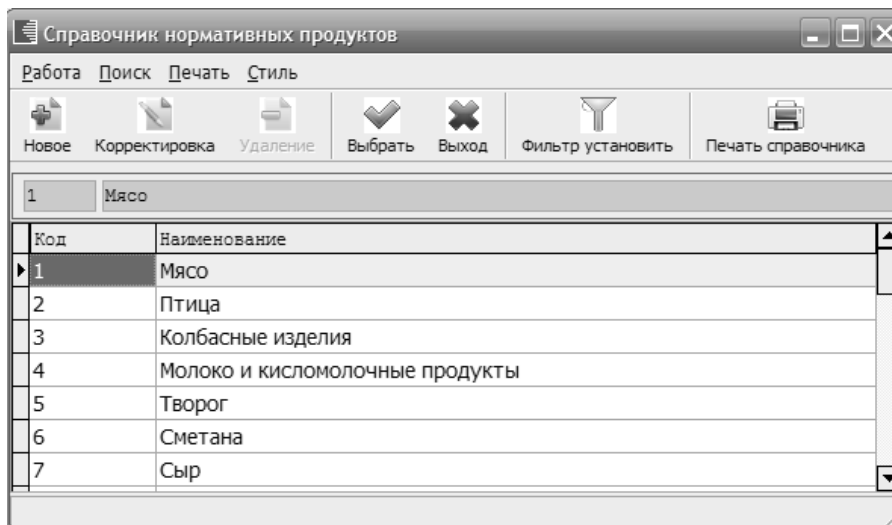 Справочник нормативных продуктов
Работа Поиск Печать Стиль
Новое Корректировка Удаление Выбрать Выход Фильтр установить Печать справочника
1 Мясо
Код Наименование
1 Мясо
2 Птица
3 Колбасные изделия
4 Молоко и кисломолочные продукты
5 Творог
6 Сметана
7 Сыр